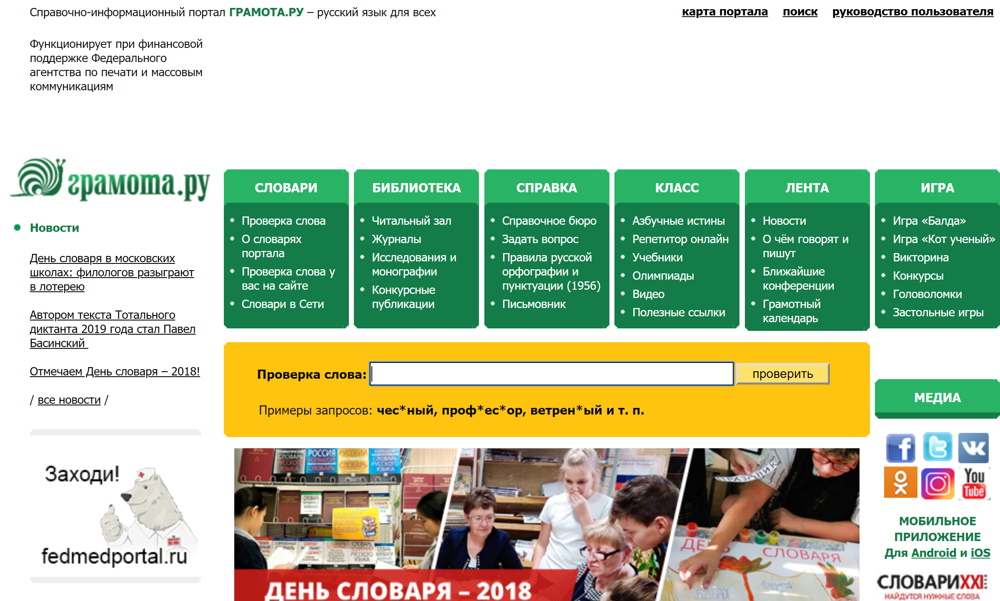 Справочно-информационный портал ГРАМОТА.РУ – русский язык для всех
карта портала поиск руководство пользователя
Функционирует при финансовой
поддержке Федерального
агентства по печати и массовым
коммуникациям
грамота.ру
Новости
День словаря в московских
школах: филологов разыграют
в лотерею
Автором текста Тотального
диктанта 2019 года стал Павел
Басинский
Отмечаем День словаря – 2018!
/ все новости /
Заходи!
fedmedportal.ru
СЛОВАРИ
Проверка слова
О словарях
портала
Проверка слова у
вас на сайте
Словари в Сети
БИБЛИОТЕКА
Читальный зал
Журналы
Исследования и
монографии
Конкурсные
публикации
СПРАВКА
Справочное бюро
Задать вопрос
Правила русской
орфографии и
пунктуации (1956)
Письмовник
КЛАСС
Азбучные истины
Репетитор онлайн
Учебники
Олимпиады
Видео
Полезные ссылки
ЛЕНТА
Новости
О чём говорят и
пишут
Ближайшие
конференции
Грамотный
календарь
ИГРА
Игра «Балда»
Игра «Кот ученый»
Викторина
Конкурсы
Головоломки
Застольные игры
Проверка слова: проверить
Примеры запросов: чес*ный, проф*ес*ор, ветрен*ый и т. п.
РОССИЯ
БОЛЬШОЙ
СЛОВАРЬ
РУССКИЙ
СЛОВАРЬ
СЛОВАРЬ
РУССКОГО
ЯЗЫКА
ДЕНЬ
СЛОВАРЯ
ДЕНЬ СЛОВАРЯ – 2018
МЕДИА
You
Tube
МОБИЛЬНОЕ
ПРИЛОЖЕНИЕ
Для Android и iOS
СЛОВАРИXXI
НАЙДУТСЯ НУЖНЫЕ СЛОВА